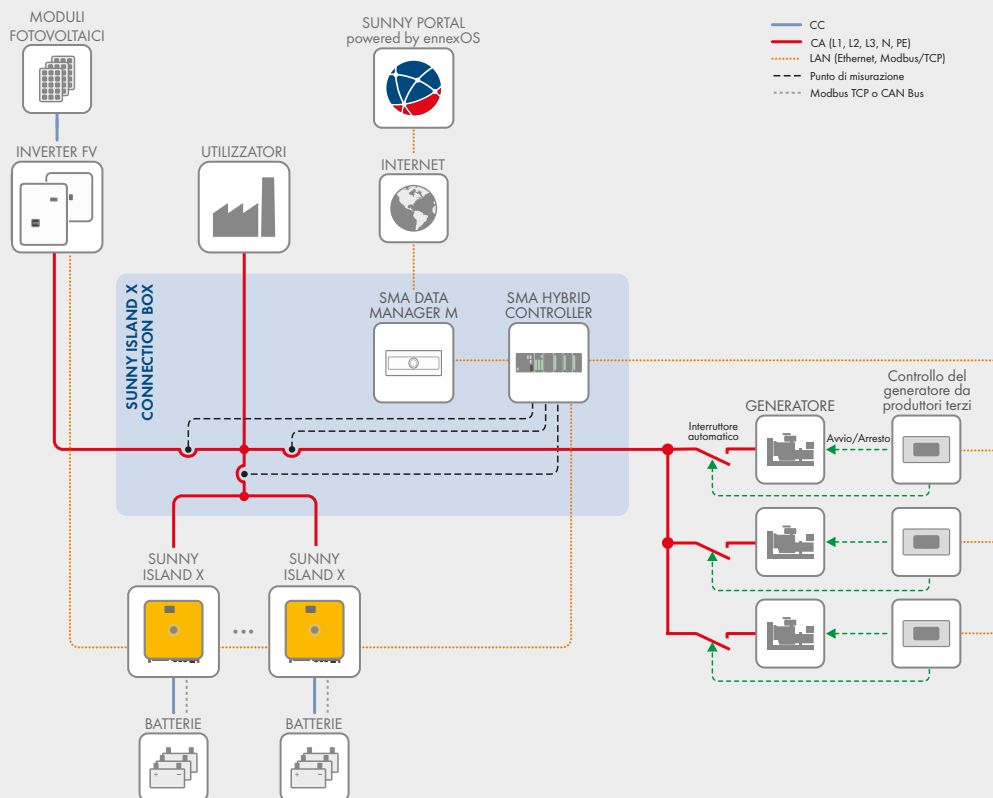 MODULI
FOTOVOLTAICI
SUNNY PORTAL
powered by ennexOS
CC
CA (L1, L2, L3, N, PE)
LAN (Ethernet, Modbus/TCP)
Punto di misurazione
Modbus TCP o CAN Bus
INVERTER FV
UTILIZZATORI
INTERNET
SUNNY ISLAND X
CONNECTION BOX
SMA DATA
MANAGER M
SMA HYBRID
CONTROLLER
Controllo del
generatore da
produttori terzi
GENERATORE
Interruttore
automatico
Avvio/Arresto
SUNNY
ISLAND X
SUNNY
ISLAND X
BATTERIE
BATTERIE